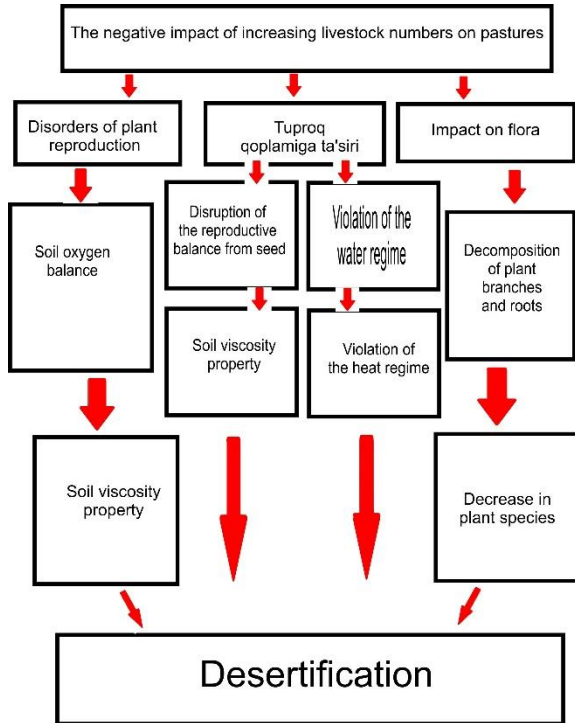 The negative impact of increasing livestock numbers on pastures
Disorders of plant
reproduction
Tuproq
qoplamiga ta'siri
Impact on flora
Soil oxygen
balance
Disruption of
the reproductive
balance from seed
Violation of the
water regime
Decomposition
of plant
branches
and roots
Soil viscosity
property
Violation of
the heat regime
Soil viscosity
property
Decrease in
plant species
Desertification